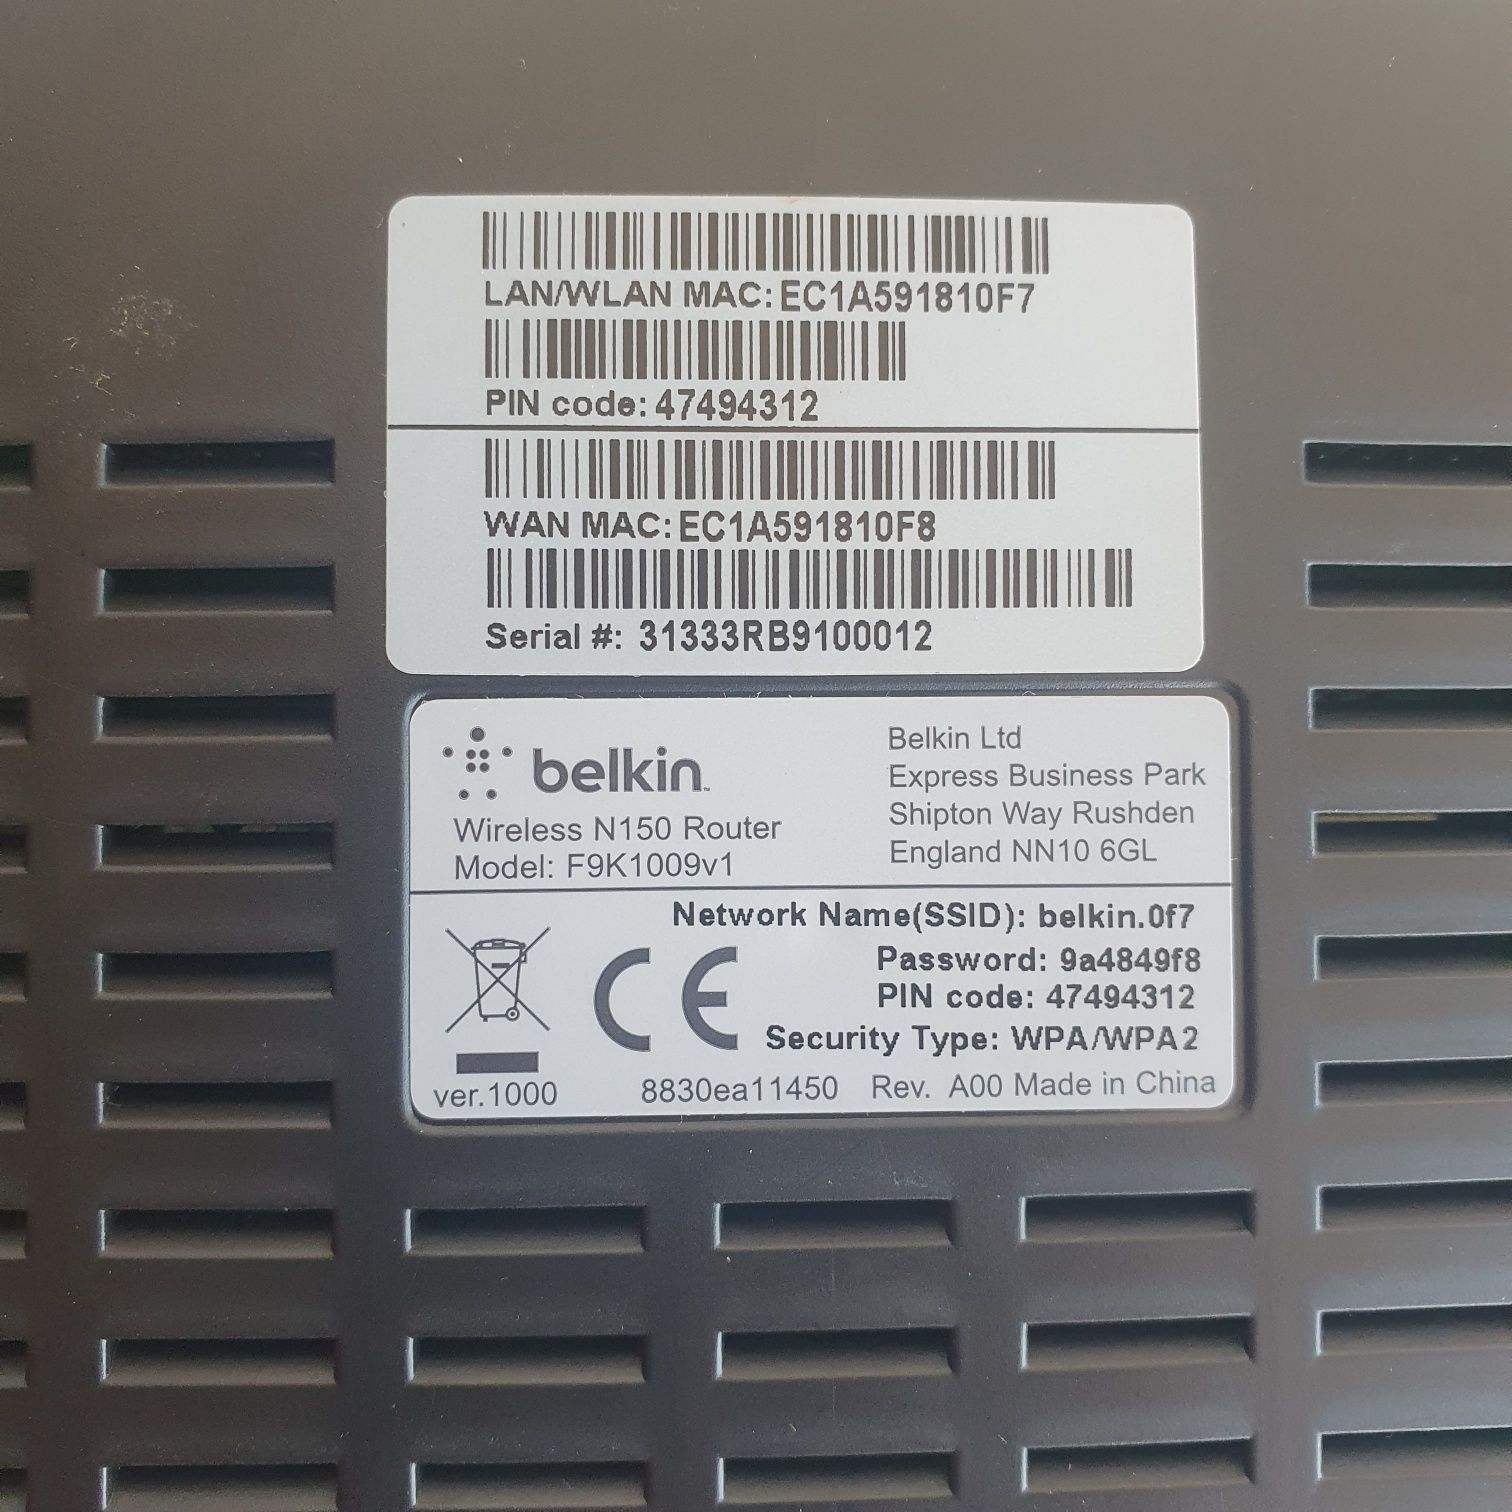 LAN/WLAN MAC: EC1A591810F7
PIN code: 47494312
WAN MAC: EC1A591810F8
Serial #: 31333RB9100012
belkin™
Wireless N150 Router
Model: F9K1009v1
Belkin Ltd
Express Business Park
Shipton Way Rushden
England NN10 6GL
Network Name(SSID): belkin.0f7
Password: 9a4849f8
PIN code: 47494312
Security Type: WPA/WPA2
CE
ver.1000
8830ea11450 Rev. A00 Made in China